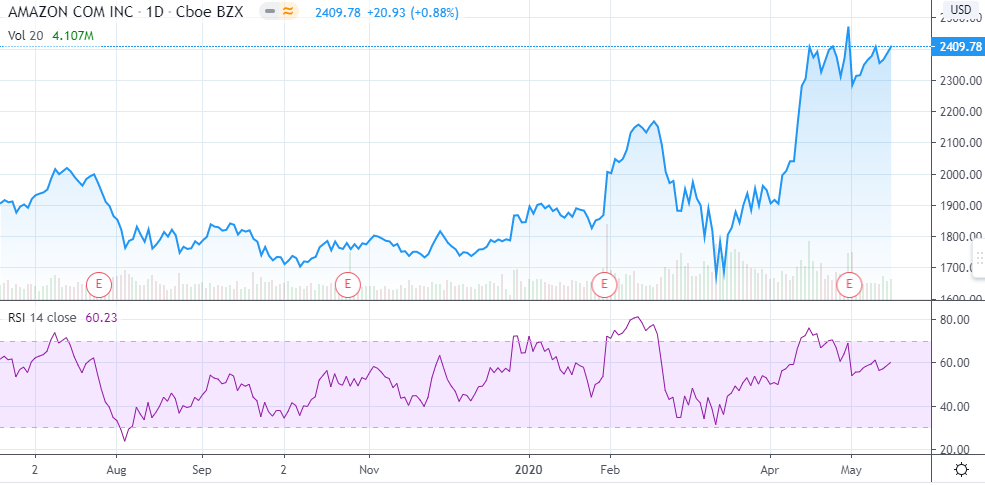 AMAZON COM INC · 1D · Cboe BZX 2409.78 +20.93 (+0.88%) USD
Vol 20 4.107M
2409.78
2300.00
2200.00
2100.00
2000.00
1900.00
1800.00
1700.00
E E E E
RSI 14 close 60.23
80.00
60.00
40.00
20.00
2 Aug Sep 2 Nov 2020 Feb Apr May